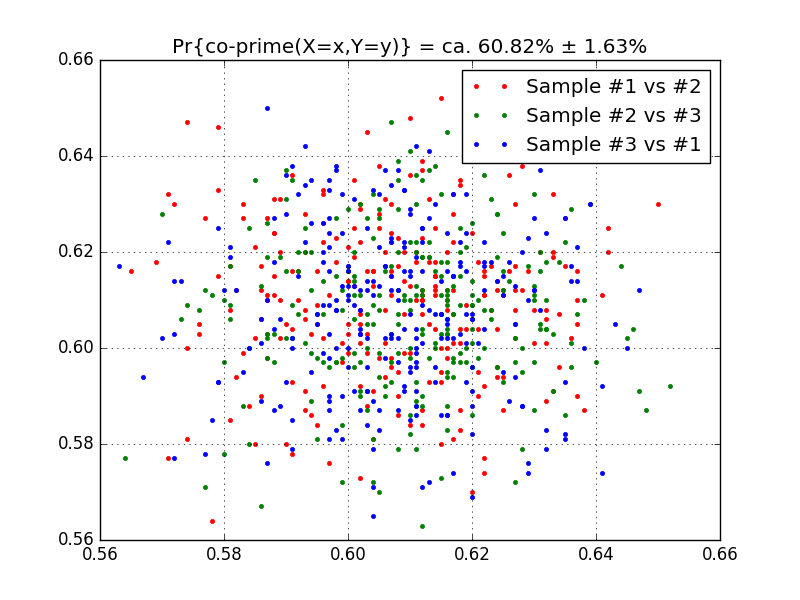 Pr{co-prime(X=x,Y=y)} = ca. 60.82% ± 1.63%
Sample #1 vs #2
Sample #2 vs #3
Sample #3 vs #1
0.66
0.64
0.62
0.60
0.58
0.56
0.56 0.58 0.60 0.62 0.64 0.66